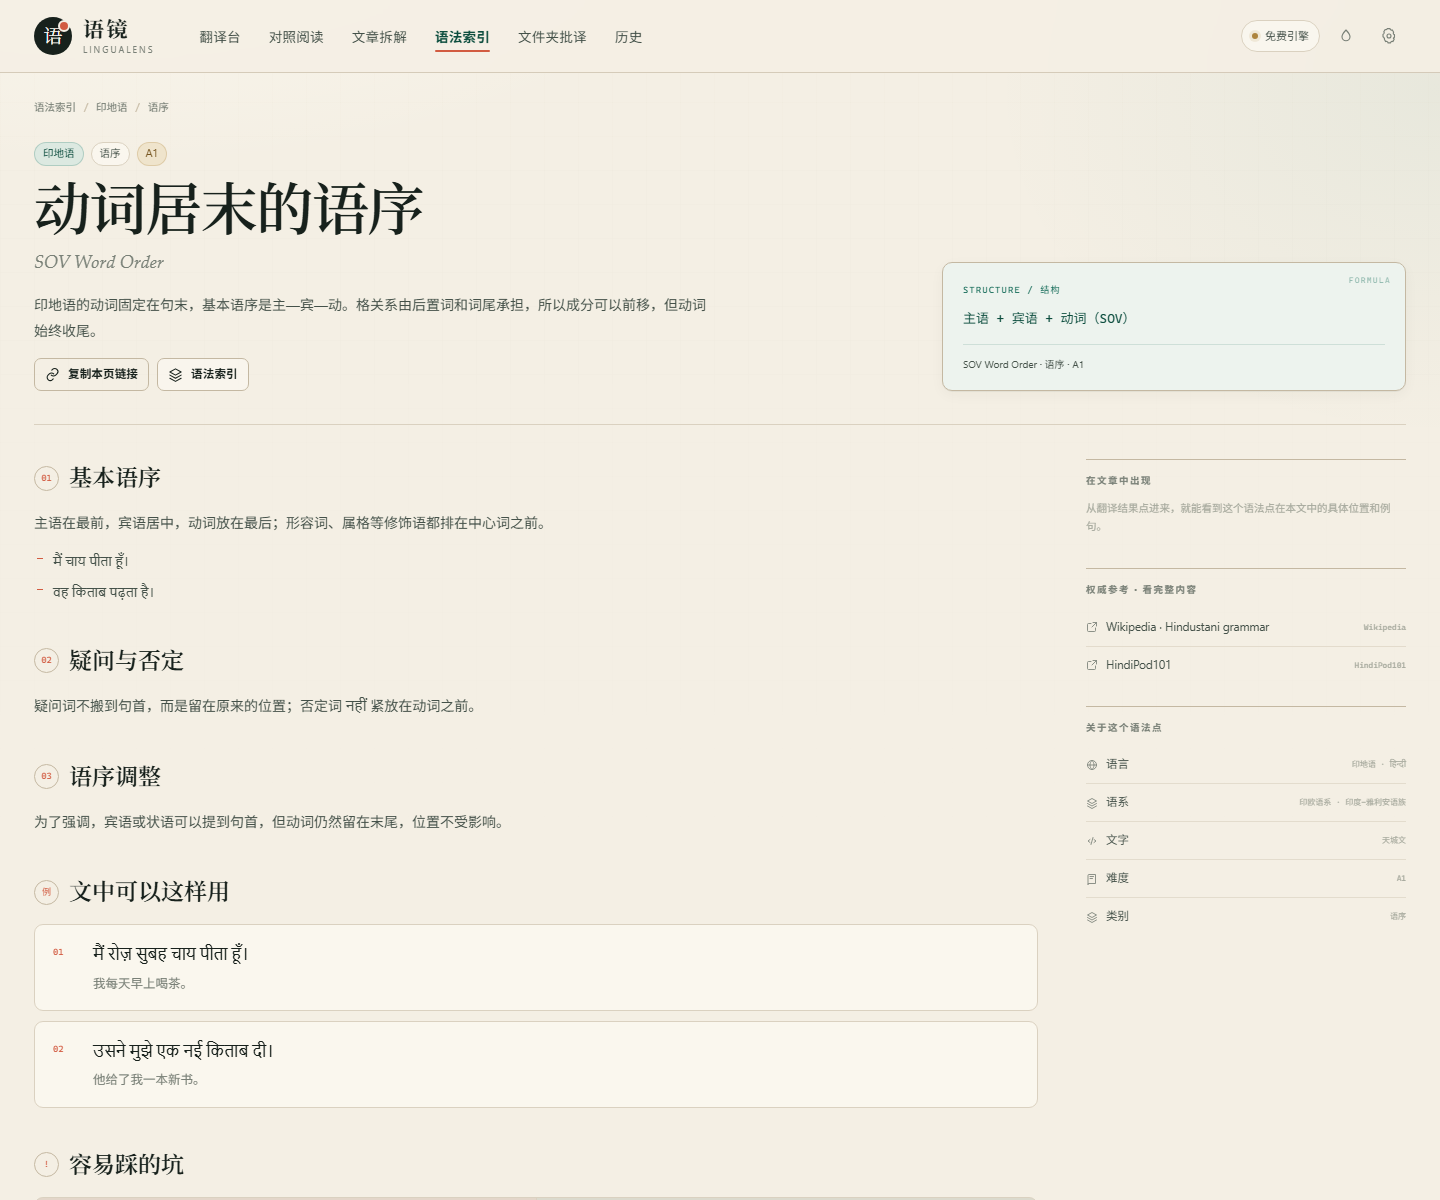 语 语镜 LINGUALENS
翻译台 对照阅读 文章拆解 语法索引 文件夹批译 历史 免费引擎
语法索引 / 印地语 / 语序
印地语 语序 A1
动词居末的语序
SOV Word Order
印地语的动词固定在句末，基本语序是主—宾—动。格关系由后置词和词尾承担，所以成分可以前移，但动词
始终收尾。
复制本页链接 语法索引
FORMULA
STRUCTURE / 结构
主语 + 宾语 + 动词（SOV）
SOV Word Order · 语序 · A1
01 基本语序
主语在最前，宾语居中，动词放在最后；形容词、属格等修饰语都排在中心词之前。
– मैं चाय पीता हूँ।
– वह किताब पढ़ता है।
02 疑问与否定
疑问词不搬到句首，而是留在原来的位置；否定词 नहीं 紧放在动词之前。
03 语序调整
为了强调，宾语或状语可以提到句首，但动词仍然留在末尾，位置不受影响。
例 文中可以这样用
01 मैं रोज़ सुबह चाय पीता हूँ।
我每天早上喝茶。
02 उसने मुझे एक नई किताब दी।
他给了我一本新书。
! 容易踩的坑
在文章中出现
从翻译结果点进来，就能看到这个语法点在本文中的具体位置和例
句。
权威参考 · 看完整内容
Wikipedia · Hindustani grammar Wikipedia
HindiPod101 HindiPod101
关于这个语法点
语言 印地语 · हिन्दी
语系 印欧语系 · 印度-雅利安语族
文字 天城文
难度 A1
类别 语序